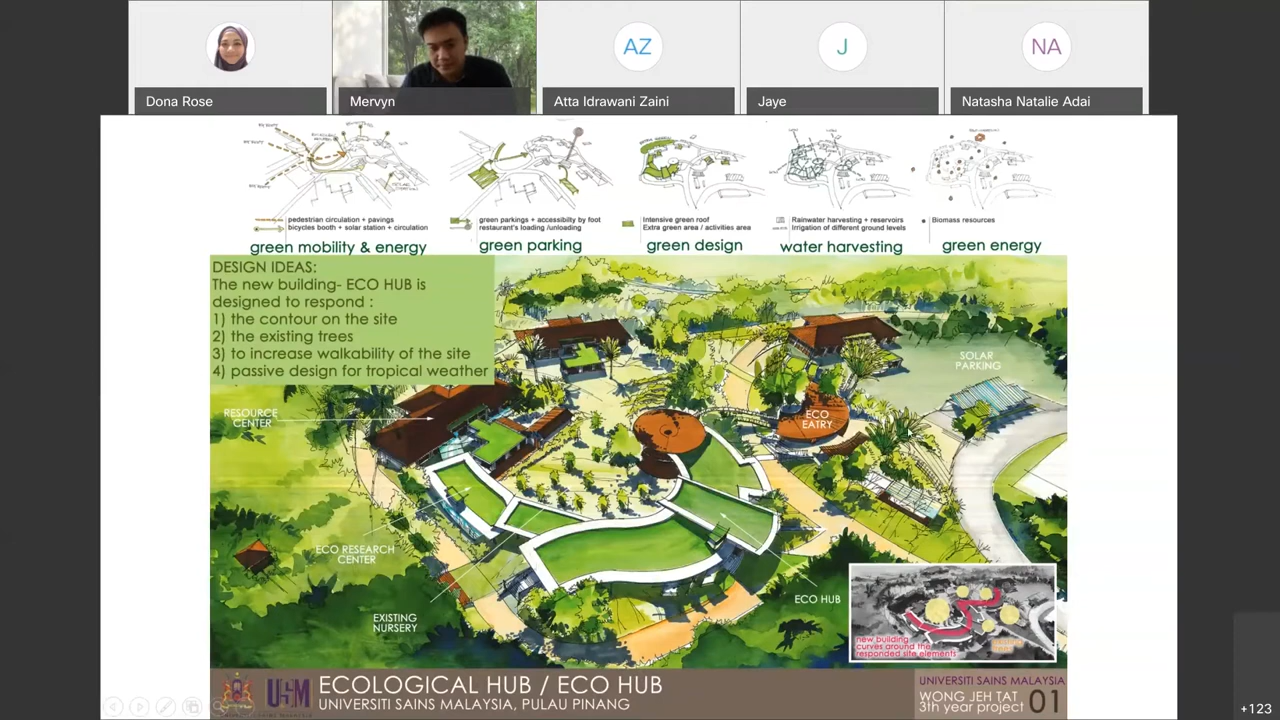 AZ
J
NA
Dona Rose
Mervyn
Atta Idrawani Zaini
Jaye
Natasha Natalie Adai
pedestrian circulation + pavings
bicycles booth + solar station + circulation
green mobility & energy
green parkings + accessibilty by foot
restaurant's loading /unloading
green parking
Intensive green roof
Extra green area / activities area
green design
Rainwater harvesting + reservoirs
Irrigation of different ground levels
water harvesting
Biomass resources
green energy
DESIGN IDEAS:
The new building- ECO HUB is
designed to respond :
1) the contour on the site
2) the existing trees
3) to increase walkability of the site
4) passive design for tropical weather
SOLAR
PARKING
RESOURCE
CENTER
ECO
EATRY
ECO RESEARCH
CENTER
EXISTING
NURSERY
ECO HUB
new building
curves around the
responded site elements
USM
ECOLOGICAL HUB / ECO HUB
UNIVERSITI SAINS MALAYSIA, PULAU PINANG
UNIVERSITI SAINS MALAYSIA
WONG JEH TAT
3th year project
01
+123